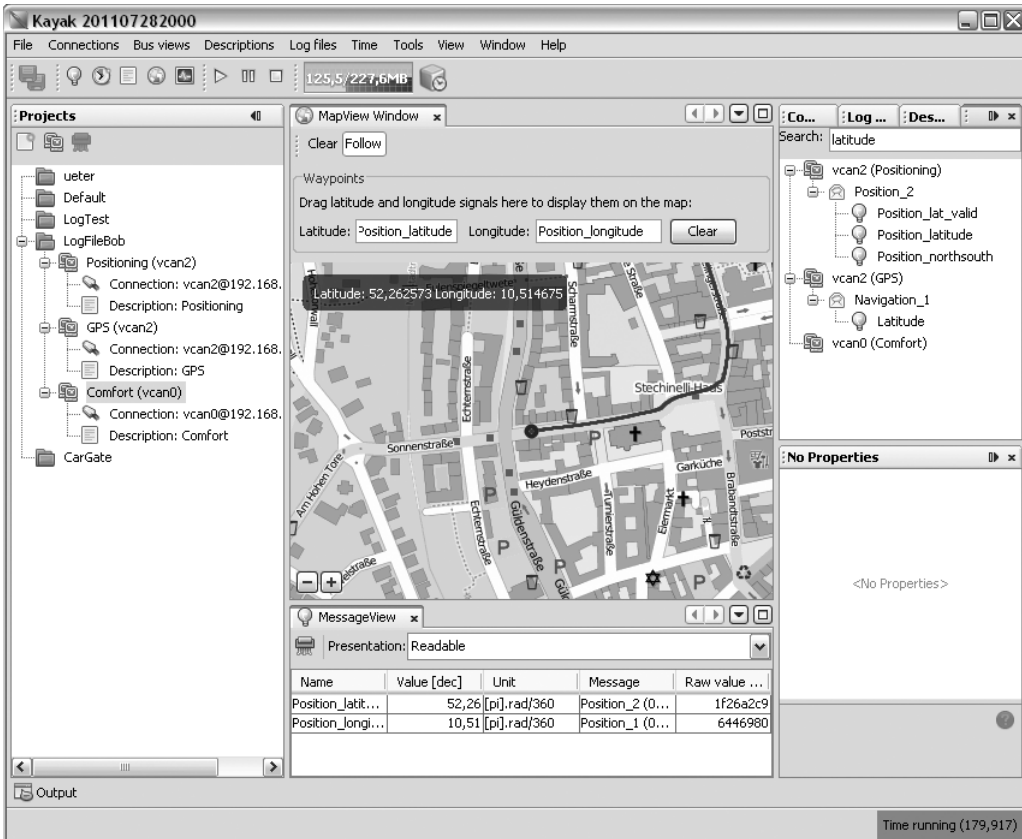 Kayak 201107282000
File Connections Bus views Descriptions Log files Time Tools View Window Help
125,5/227,6MB
Projects
ueter
Default
LogTest
LogFileBob
Positioning (vcan2)
Connection: vcan2@192.168.
Description: Positioning
GPS (vcan2)
Connection: vcan2@192.168.
Description: GPS
Comfort (vcan0)
Connection: vcan0@192.168.
Description: Comfort
CarGate
MapView Window
Clear Follow
Waypoints
Drag latitude and longitude signals here to display them on the map:
Latitude: Position_latitude Longitude: Position_longitude Clear
Latitude: 52,262573 Longitude: 10,514675
Eulenspiegeltwete
Scharrnstraße
Echternstraße
Stechinelli-Haus
Sonnenstraße
Poststr
Am Hohen Tore
Heydenstraße
Garküche
Echternstraße
Güldenstraße
Turnierstraße
Eiermarkt
Brabandtstraße
P
P
P
P
P
Gül
MessageView
Presentation: Readable
Name Value [dec] Unit Message Raw value ...
Position_latit... 52,26 [pi].rad/360 Position_2 (0... 1f26a2c9
Position_longi... 10,51 [pi].rad/360 Position_1 (0... 6446980
Co... Log ... Des...
Search: latitude
vcan2 (Positioning)
Position_2
Position_lat_valid
Position_latitude
Position_northsouth
vcan2 (GPS)
Navigation_1
Latitude
vcan0 (Comfort)
No Properties
<No Properties>
Output
Time running (179,917)